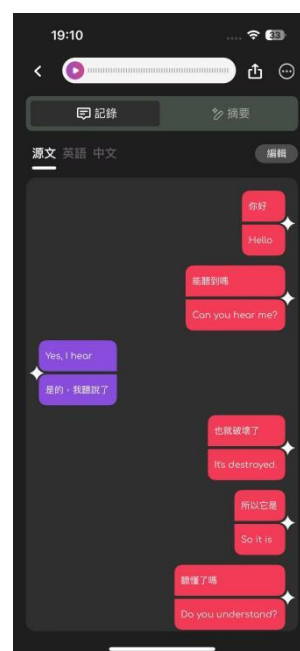 19:10
33
記錄
摘要
源文 英語 中文
編輯
你好
Hello
能聽到嗎
Can you hear me?
Yes, I hear
是的，我聽說了
也就破壞了
It's destroyed.
所以它是
So it is
聽懂了嗎
Do you understand?